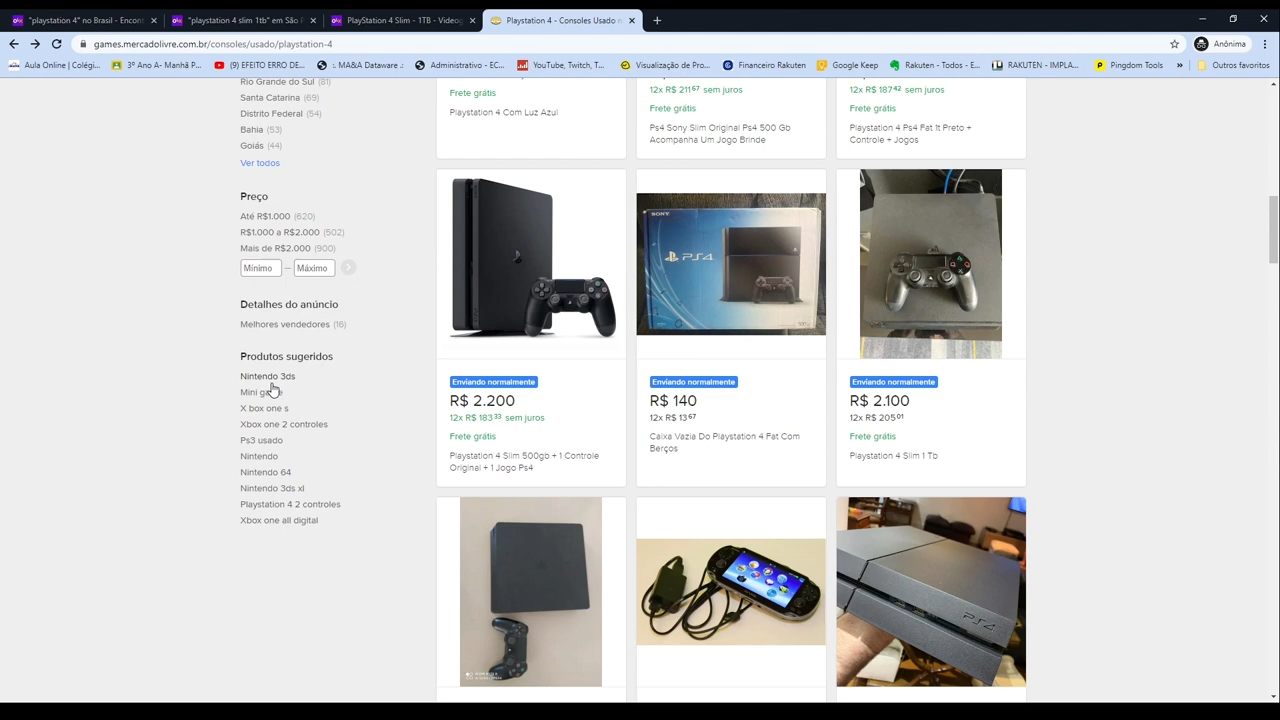 "playstation 4" no Brasil - Encont
"playstation 4 slim 1tb" em São P
PlayStation 4 Slim - 1TB - Videog
Playstation 4 - Consoles Usado n
games.mercadolivre.com.br/consoles/usado/playstation-4
Anônima
Aula Online | Colégi...
3º Ano A- Manhã P...
(9) EFEITO ERRO DE...
:. MA&A Dataware .:
Administrativo - EC...
YouTube, Twitch, T...
Visualização de Pro...
Financeiro Rakuten
Google Keep
Rakuten - Todos - E...
RAKUTEN - IMPLA...
Pingdom Tools
»
Outros favoritos
Rio Grande do Sul (81)
Santa Catarina (69)
Distrito Federal (54)
Bahia (53)
Goiás (44)
Ver todos
Preço
Até R$1.000 (620)
R$1.000 a R$2.000 (502)
Mais de R$2.000 (900)
Mínimo — Máximo
Detalhes do anúncio
Melhores vendedores (16)
Produtos sugeridos
Nintendo 3ds
Mini
X box one s
Xbox one 2 controles
Ps3 usado
Nintendo
Nintendo 64
Nintendo 3ds xl
Playstation 4 2 controles
Xbox one all digital
Frete grátis
Playstation 4 Com Luz Azul
12x R$ 211 67 sem juros
Frete grátis
Ps4 Sony Slim Original Ps4 500 Gb
Acompanha Um Jogo Brinde
12x R$ 187 42 sem juros
Frete grátis
Playstation 4 Ps4 Fat 1t Preto +
Controle + Jogos
Enviando normalmente
R$ 2.200
12x R$ 183 33 sem juros
Frete grátis
Playstation 4 Slim 500gb + 1 Controle
Original + 1 Jogo Ps4
SONY
PS4
Enviando normalmente
R$ 140
12x R$ 13 67
Caixa Vazia Do Playstation 4 Fat Com
Berços
Enviando normalmente
R$ 2.100
12x R$ 205 01
Frete grátis
Playstation 4 Slim 1 Tb
PS4